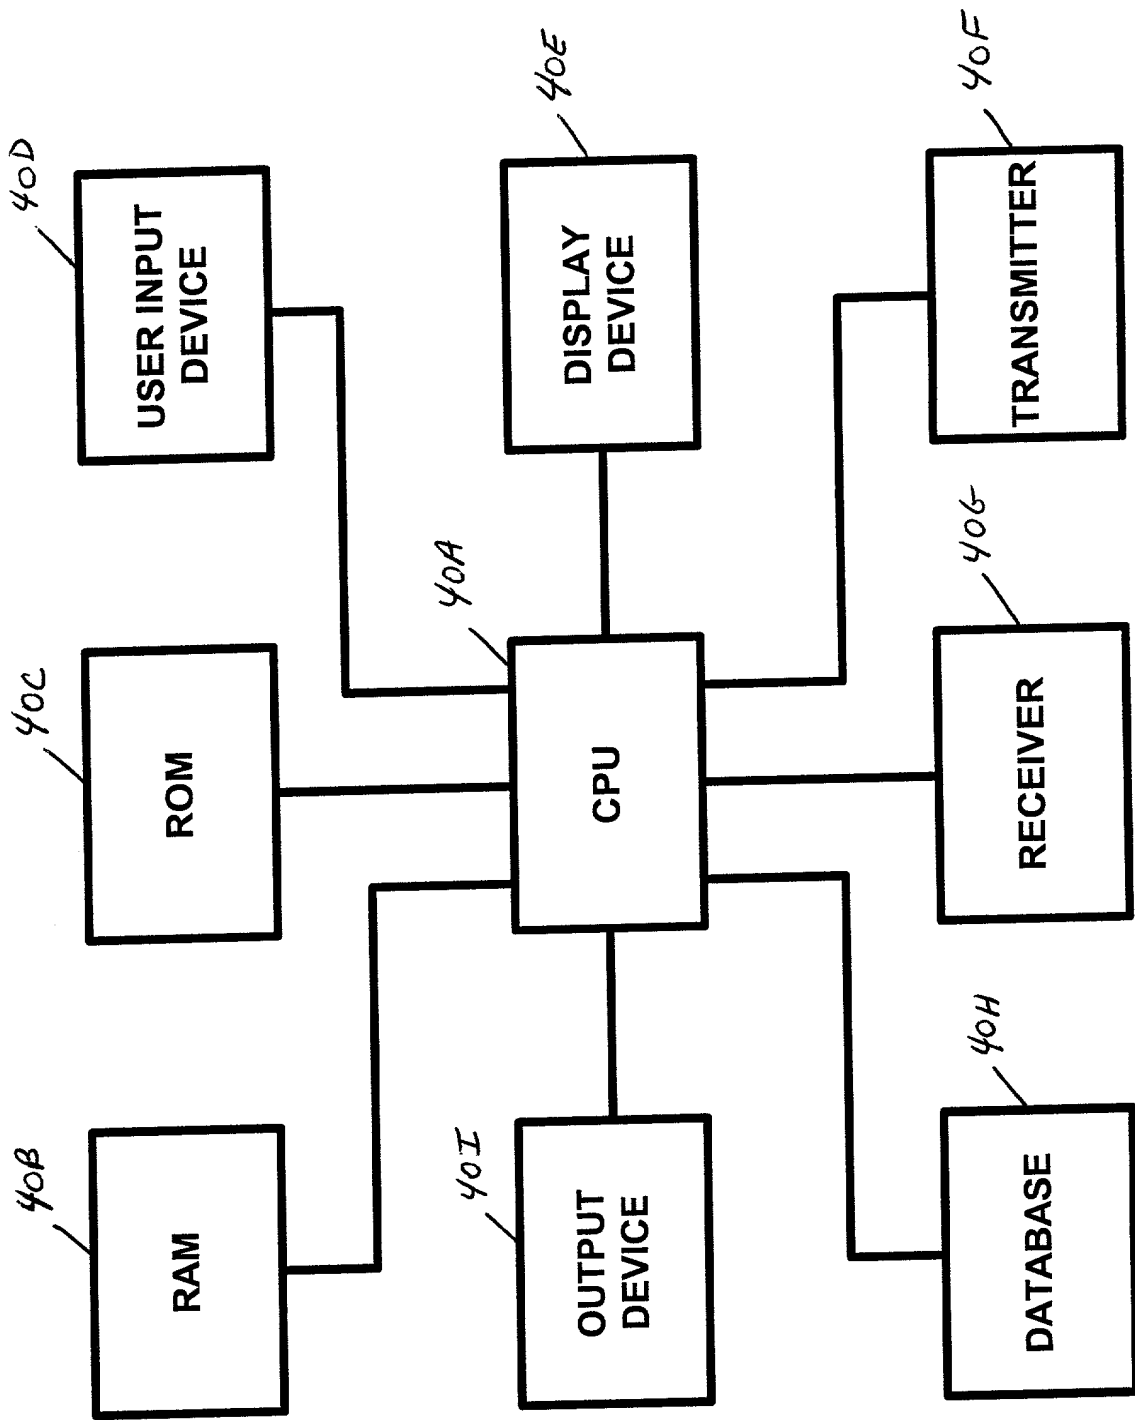 40B
40C
40D
RAM
ROM
USER INPUT
DEVICE
40I
40A
40E
OUTPUT
DEVICE
CPU
DISPLAY
DEVICE
40H
40G
40F
DATABASE
RECEIVER
TRANSMITTER